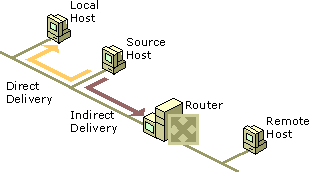 Local
Host
Source
Host
Direct
Delivery
Indirect
Delivery
Router
Remote
Host